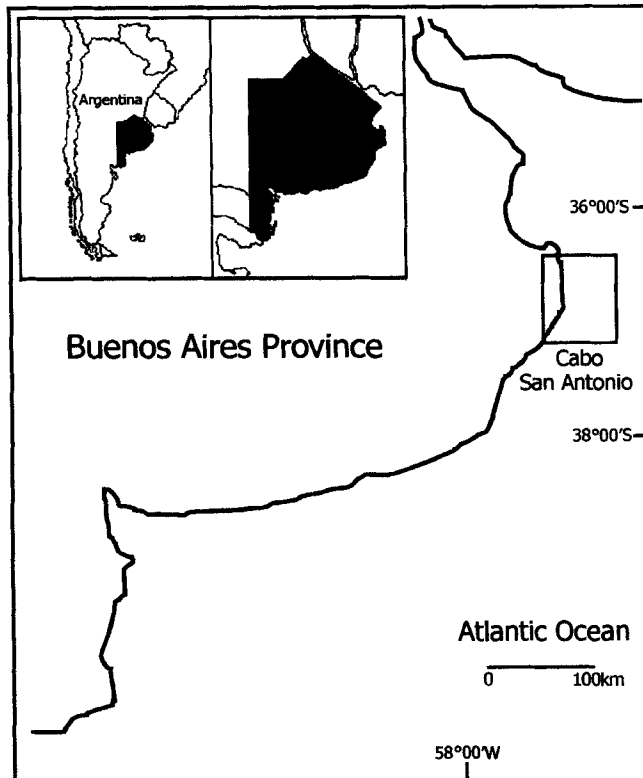 Argentina
36°00'S
Buenos Aires Province
Cabo
San Antonio
38°00'S
Atlantic Ocean
0 100km
58°00'W